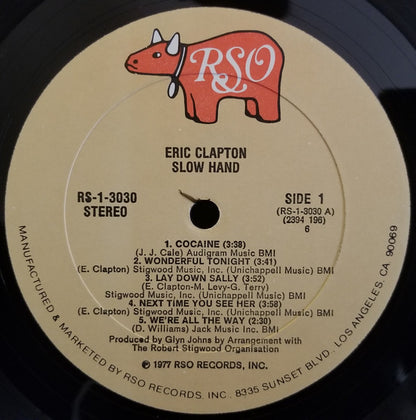 RSO
ERIC CLAPTON
SLOW HAND
RS-1-3030
STEREO
SIDE 1
(RS-1-3030 A)
(2394 196)
6
1. COCAINE (3:38)
(J. J. Cale) Audigram Music BMI
2. WONDERFUL TONIGHT (3:41)
(E. Clapton) Stigwood Music, Inc. (Unichappell Music) BMI
3. LAY DOWN SALLY (3:52)
(E. Clapton-M. Levy-G. Terry)
Stigwood Music, Inc. (Unichappell Music) BMI
4. NEXT TIME YOU SEE HER (3:58)
(E. Clapton) Stigwood Music, Inc. (Unichappell Music) BMI
5. WE'RE ALL THE WAY (2:30)
(D. Williams) Jack Music Inc. BMI
Produced by Glyn Johns by Arrangement with
The Robert Stigwood Organisation
℗ 1977 RSO RECORDS, INC.
MANUFACTURED & MARKETED BY RSO RECORDS, INC. 8335 SUNSET BLVD. LOS ANGELES, CA 90069